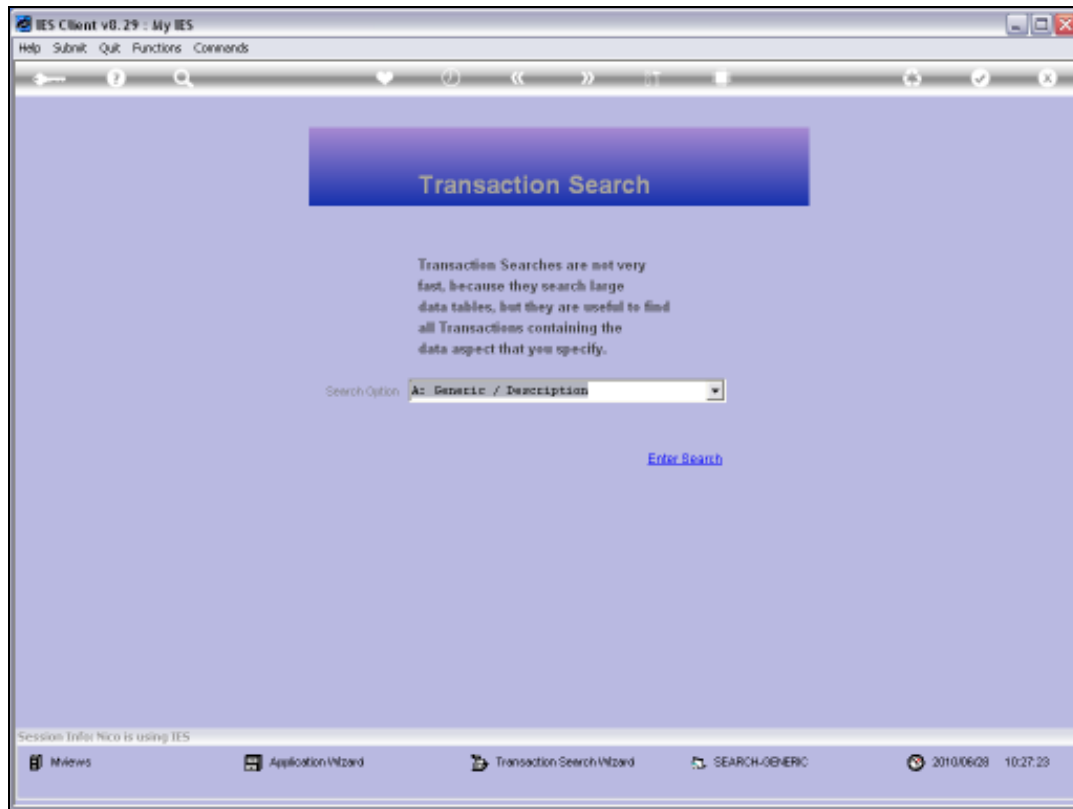 IES Client v8.29 : My IES
Help Submit Quit Functions Commands
Transaction Search
Transaction Searches are not very
fast, because they search large
data tables, but they are useful to find
all Transactions containing the
data aspect that you specify.
Search Option A: Generic / Description
Enter Search
Session Info: Nico is using IES
Mviews Application Wizard Transaction Search Wizard SEARCH-GENERIC 2010/06/28 10:27:23